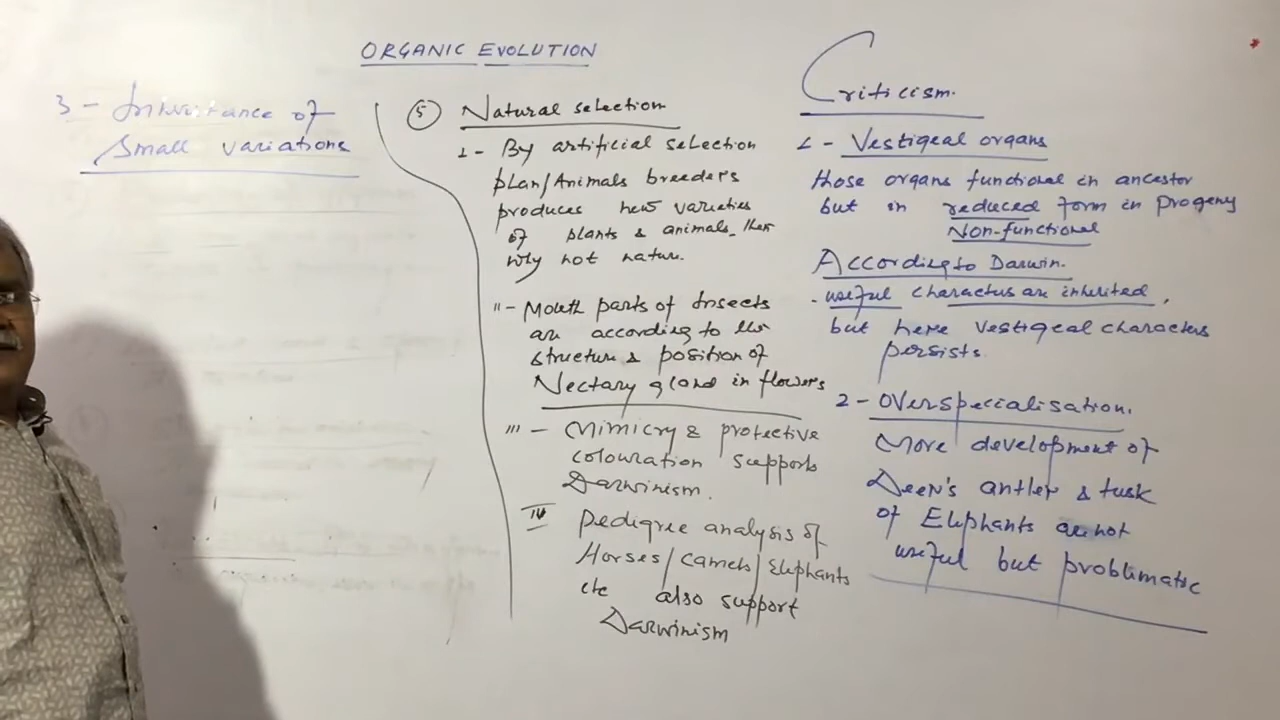 ORGANIC EVOLUTION
3 - Inheritance of
Small variations
⑤ Natural selection
1- By artificial selection
plan/Animals breeders
produces new varieties
of plants & animals, then
why not nature.
11- Mouth parts of Insects
are according to the
structure & position of
Nectary gland in flowers
111 - Mimicry & protective
colouration supports
Darwinism.
IV Pedigree analysis of
Horses/Camels/Elephants
etc also support
Darwinism
Criticism.
1 - Vestigeal organs
those organs functional in ancestor
but in reduced form in progeny
Non-functional
According to Darwin.
- useful characters are inherited,
but here vestigeal characters
persists.
2 - Overspecialisation.
More development of
Deer's antler & tusk
of Elephants are not
useful but problimatic